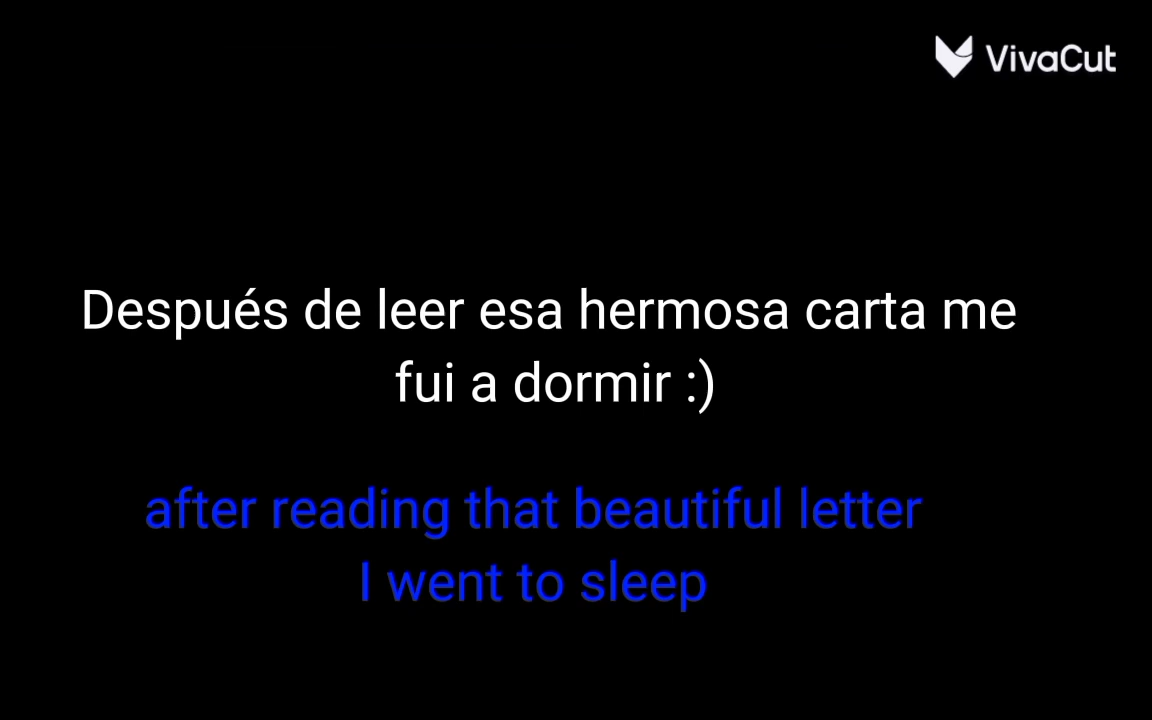 VivaCut
Después de leer esa hermosa carta me
fui a dormir :)
after reading that beautiful letter
I went to sleep